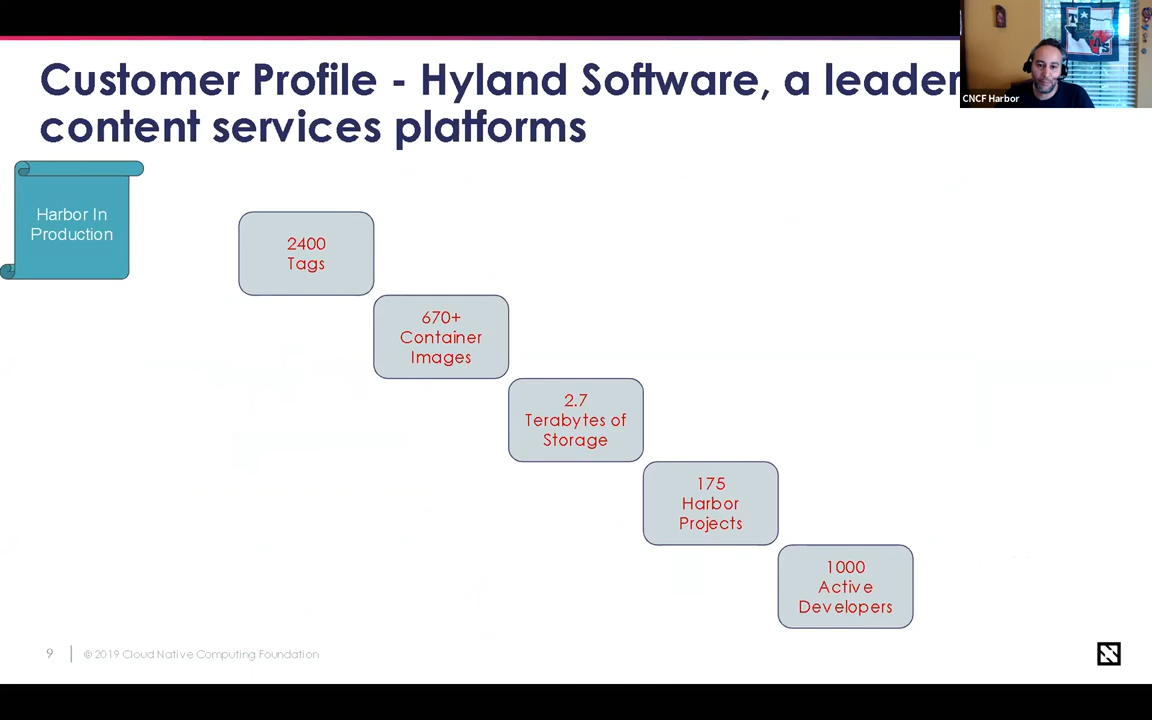 Customer Profile - Hyland Software, a leader
content services platforms
CNCF Harbor
Harbor In
Production
2400
Tags
670+
Container
Images
2.7
Terabytes of
Storage
175
Harbor
Projects
1000
Active
Developers
9
© 2019 Cloud Native Computing Foundation